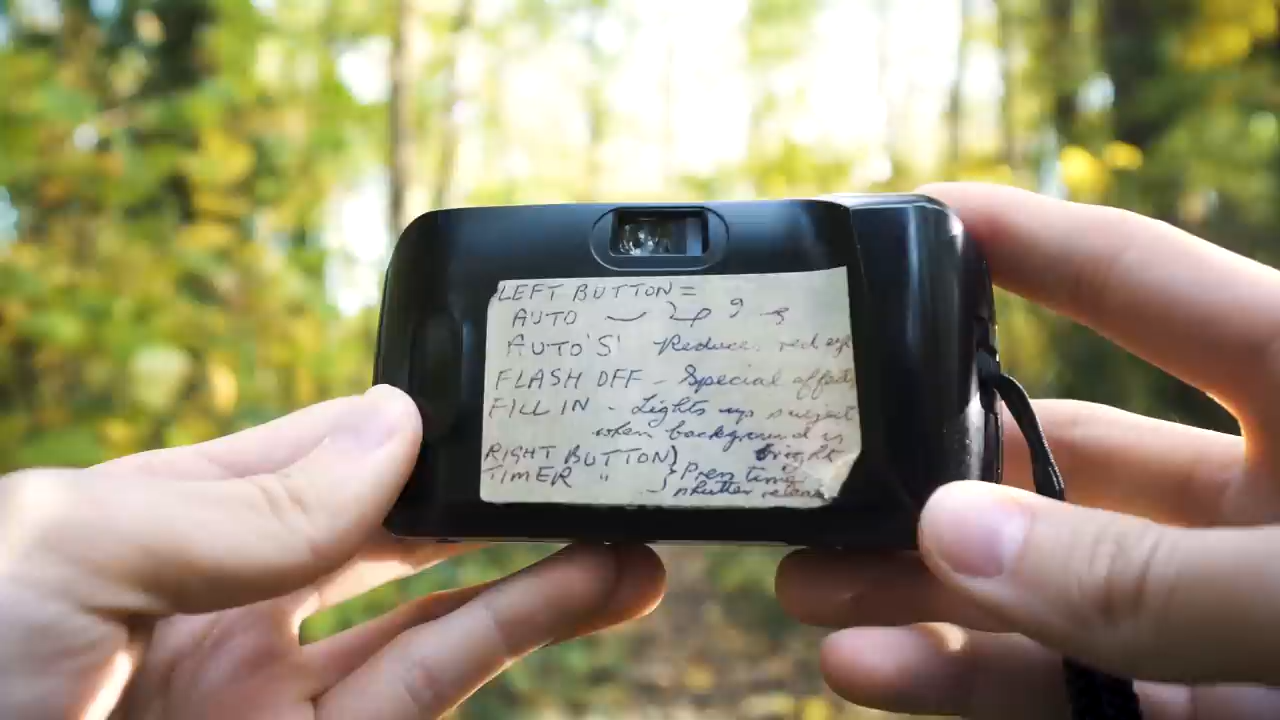 LEFT BUTTON =
AUTO
AUTO 'S' Reduces red eye
FLASH OFF - Special effect
FILL IN - Lights up subject
when background is
bright
RIGHT BUTTON)
TIMER " } Press timer
shutter release